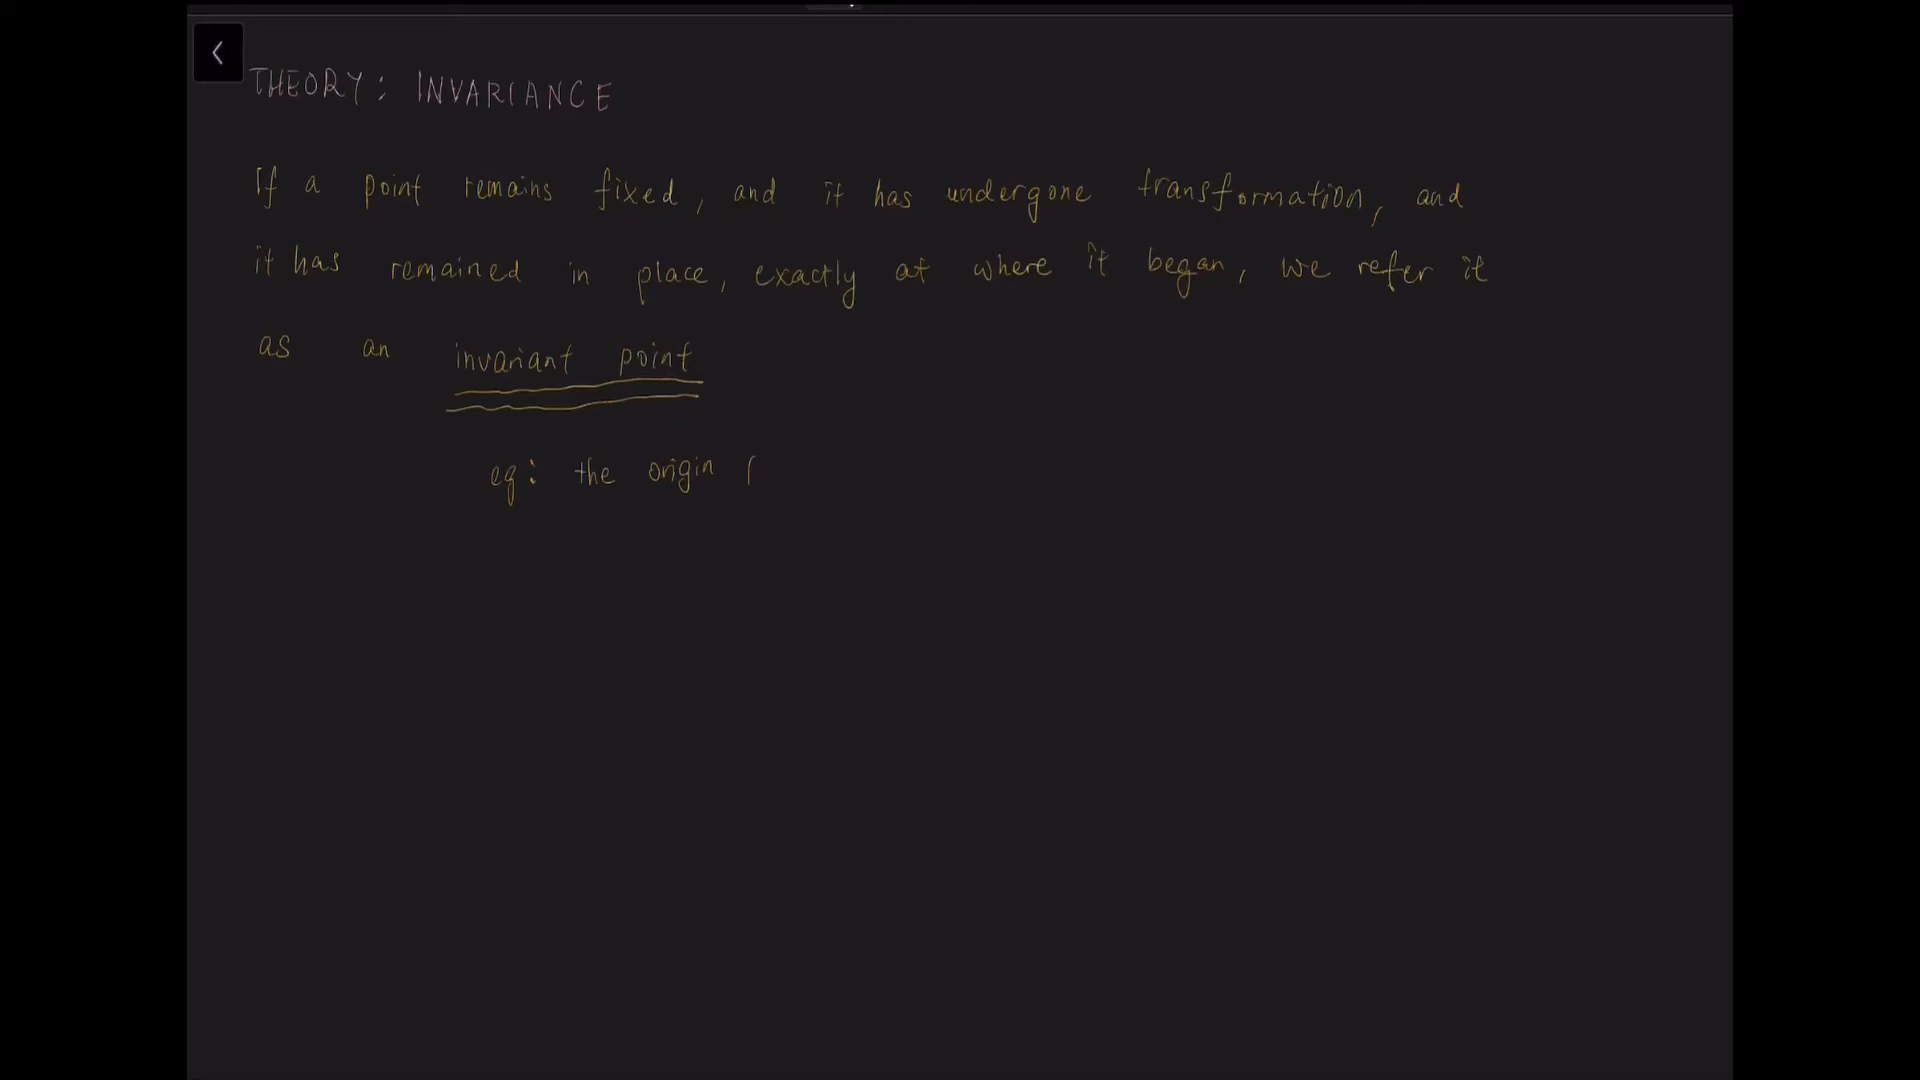 THEORY: INVARIANCE
If a point remains fixed, and it has undergone transformation, and
it has remained in place, exactly at where it began, we refer it
as an invariant point
eg: the origin (